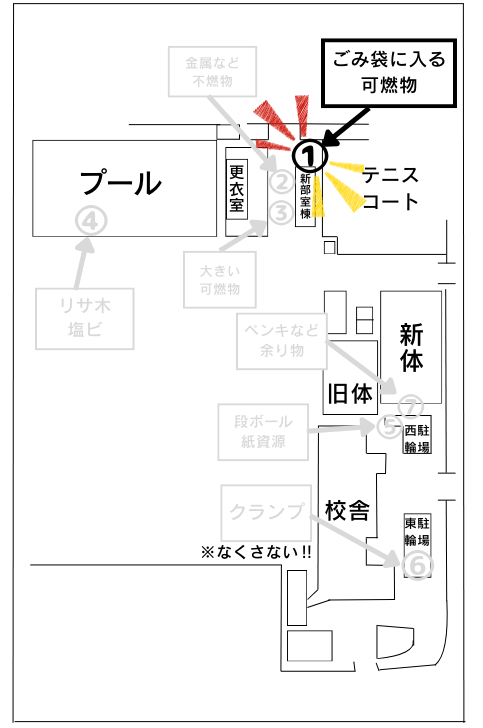 金属など
不燃物
ごみ袋に入る
可燃物
①
プール
更衣室
②
③
新部室棟
テニス
コート
④
大きい
可燃物
リサ木
塩ビ
ペンキなど
余り物
新体
旧体
⑦
段ボール
紙資源
⑤
西駐
輪場
クランプ
校舎
東駐
輪場
※なくさない!!
⑥